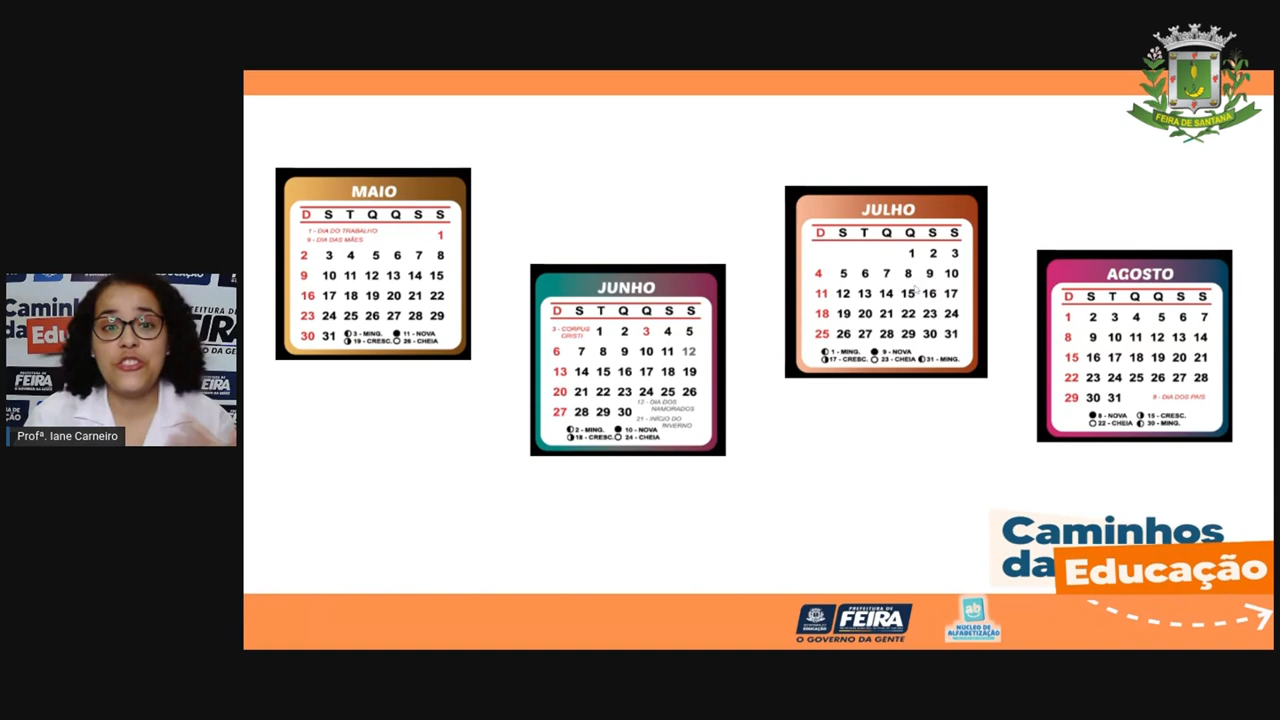 FEIRA DE SANTANA
MAIO
D S T Q Q S S
1 - DIA DO TRABALHO
9 - DIA DAS MÃES
1
2 3 4 5 6 7 8
9 10 11 12 13 14 15
16 17 18 19 20 21 22
23 24 25 26 27 28 29
30 31
3 - MING. 11 - NOVA
19 - CRESC. 26 - CHEIA
JUNHO
D S T Q Q S S
3 - CORPUS CRISTI
1 2 3 4 5
6 7 8 9 10 11 12
13 14 15 16 17 18 19
20 21 22 23 24 25 26
27 28 29 30
12 - DIA DOS
NAMORADOS
21 - INÍCIO DO
INVERNO
2 - MING. 10 - NOVA
18 - CRESC. 24 - CHEIA
JULHO
D S T Q Q S S
1 2 3
4 5 6 7 8 9 10
11 12 13 14 15 16 17
18 19 20 21 22 23 24
25 26 27 28 29 30 31
1 - MING. 9 - NOVA
17 - CRESC. 23 - CHEIA 31 - MING.
AGOSTO
D S T Q Q S S
1 2 3 4 5 6 7
8 9 10 11 12 13 14
15 16 17 18 19 20 21
22 23 24 25 26 27 28
29 30 31
8 - DIA DOS PAIS
8 - NOVA 15 - CRESC.
22 - CHEIA 30 - MING.
Profª. Iane Carneiro
Caminhos
da Educação
PREFEITURA DE
FEIRA
EDUCAÇÃO
O GOVERNO DA GENTE
ab
NÚCLEO DE
ALFABETIZAÇÃO